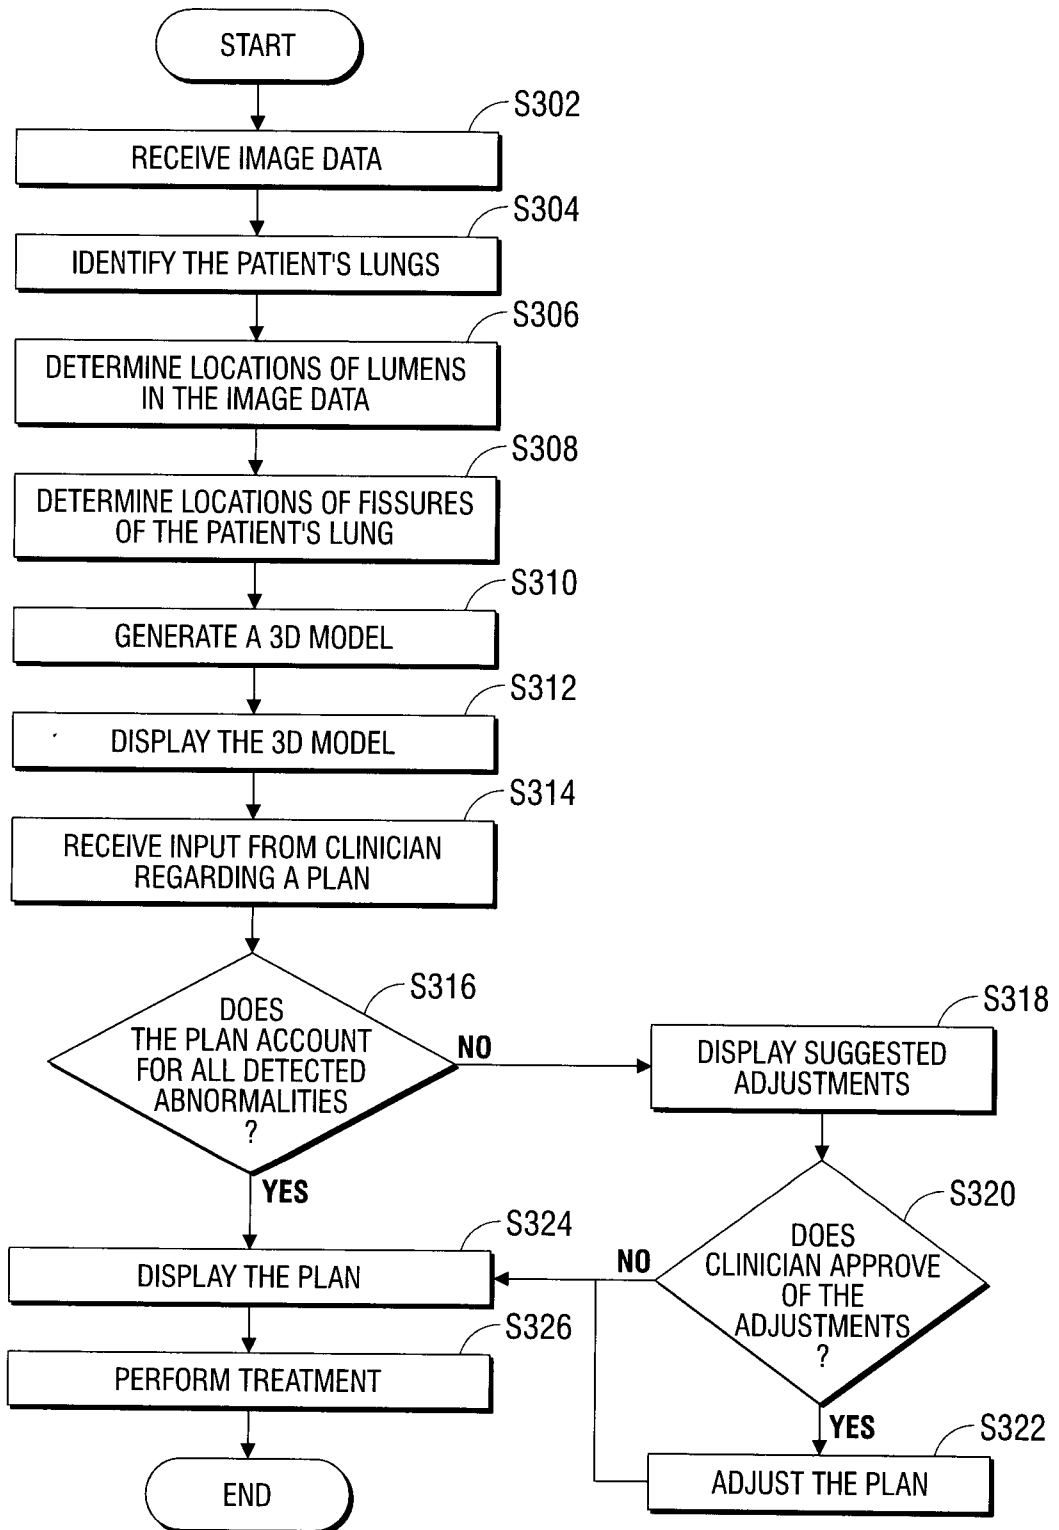 START
S302
RECEIVE IMAGE DATA
S304
IDENTIFY THE PATIENT'S LUNGS
S306
DETERMINE LOCATIONS OF LUMENS
IN THE IMAGE DATA
S308
DETERMINE LOCATIONS OF FISSURES
OF THE PATIENT'S LUNG
S310
GENERATE A 3D MODEL
S312
DISPLAY THE 3D MODEL
S314
RECEIVE INPUT FROM CLINICIAN
REGARDING A PLAN
S316
DOES
THE PLAN ACCOUNT
FOR ALL DETECTED
ABNORMALITIES
?
NO
YES
S318
DISPLAY SUGGESTED
ADJUSTMENTS
S320
DOES
CLINICIAN APPROVE
OF THE
ADJUSTMENTS
?
NO
YES
S322
ADJUST THE PLAN
S324
DISPLAY THE PLAN
S326
PERFORM TREATMENT
END